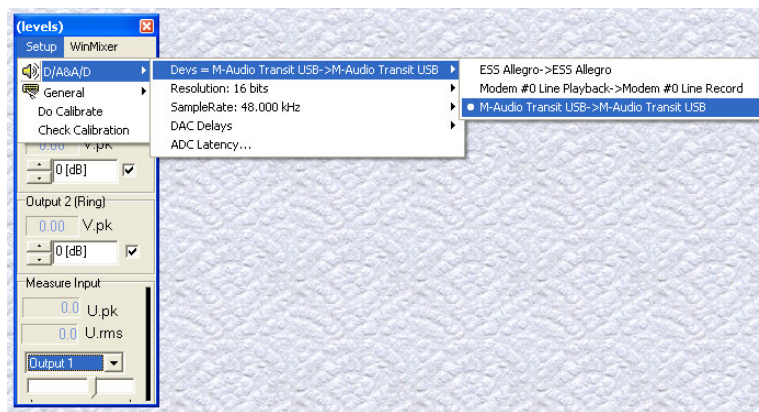 (levels)
Setup WinMixer
D/A&A/D
General
Do Calibrate
Check Calibration
Devs = M-Audio Transit USB->M-Audio Transit USB
Resolution: 16 bits
SampleRate: 48.000 kHz
DAC Delays
ADC Latency...
ESS Allegro->ESS Allegro
Modem #0 Line Playback->Modem #0 Line Record
M-Audio Transit USB->M-Audio Transit USB
0.00 V.pk
0 [dB]
Output 2 (Ring)
0.00 V.pk
0 [dB]
Measure Input
0.0 U.pk
0.0 U.rms
Output 1